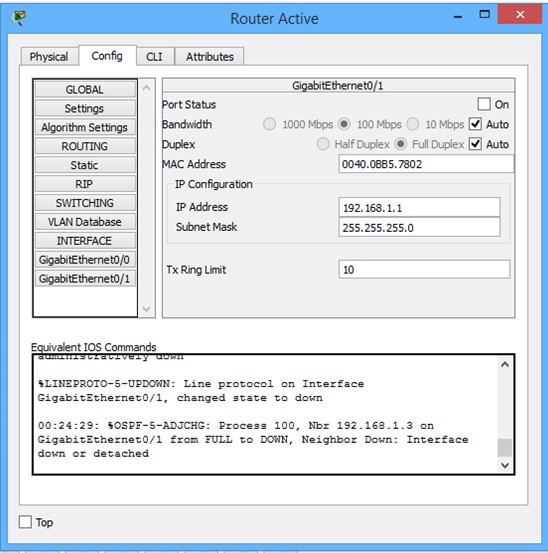 Router Active
Physical Config CLI Attributes
GLOBAL
Settings
Algorithm Settings
ROUTING
Static
RIP
SWITCHING
VLAN Database
INTERFACE
GigabitEthernet0/0
GigabitEthernet0/1
GigabitEthernet0/1
Port Status On
Bandwidth 1000 Mbps 100 Mbps 10 Mbps Auto
Duplex Half Duplex Full Duplex Auto
MAC Address 0040.0BB5.7802
IP Configuration
IP Address 192.168.1.1
Subnet Mask 255.255.255.0
Tx Ring Limit 10
Equivalent IOS Commands
administratively down
%LINEPROTO-5-UPDOWN: Line protocol on Interface
GigabitEthernet0/1, changed state to down
00:24:29: %OSPF-5-ADJCHG: Process 100, Nbr 192.168.1.3 on
GigabitEthernet0/1 from FULL to DOWN, Neighbor Down: Interface
down or detached
Top